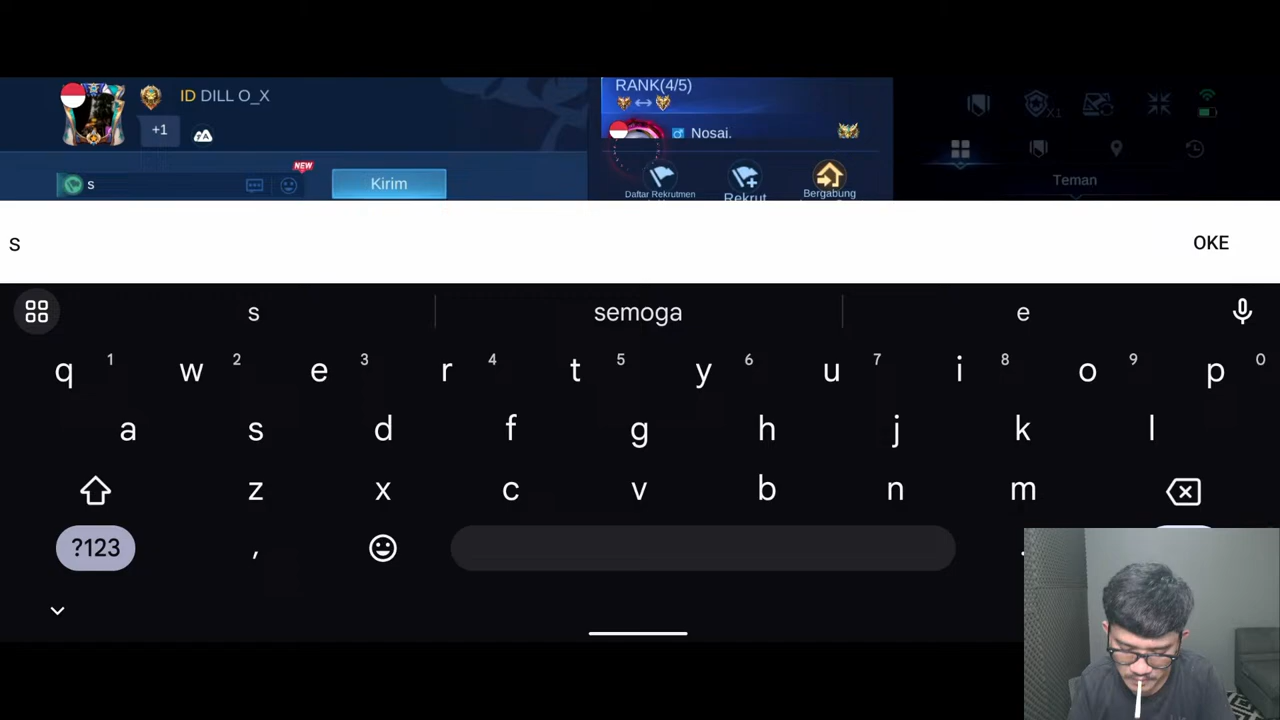 ID DILL O_X
+1
NEW
s
Kirim
RANK(4/5)
Nosai.
Daftar Rekrutmen
Rekrut
Bergabung
X1
Teman
s
OKE
s
semoga
e
q 1 w 2 e 3 r 4 t 5 y 6 u 7 i 8 o 9 p 0
a s d f g h j k l
z x c v b n m
?123 , .